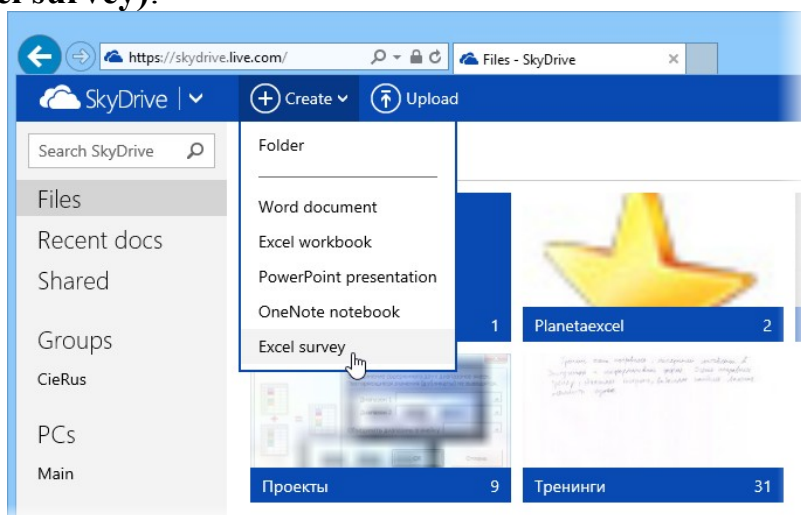 el survey).
https://skydrive.live.com/
Files - SkyDrive
SkyDrive
Create
Upload
Search SkyDrive
Folder
Files
Word document
Recent docs
Excel workbook
Shared
PowerPoint presentation
OneNote notebook
1
Planetaexcel
2
Groups
Excel survey
CieRus
PCs
Main
Проекты
9
Тренинги
31